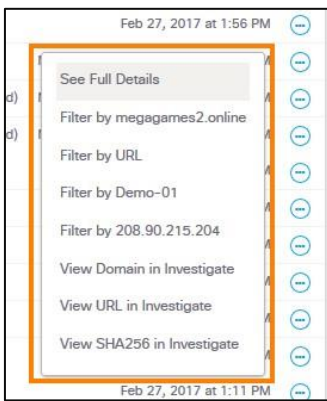 Feb 27, 2017 at 1:56 PM
See Full Details
d)
Filter by megagames2.online
d)
Filter by URL
Filter by Demo-01
Filter by 208.90.215.204
View Domain in Investigate
View URL in Investigate
View SHA256 in Investigate
Feb 27, 2017 at 1:11 PM